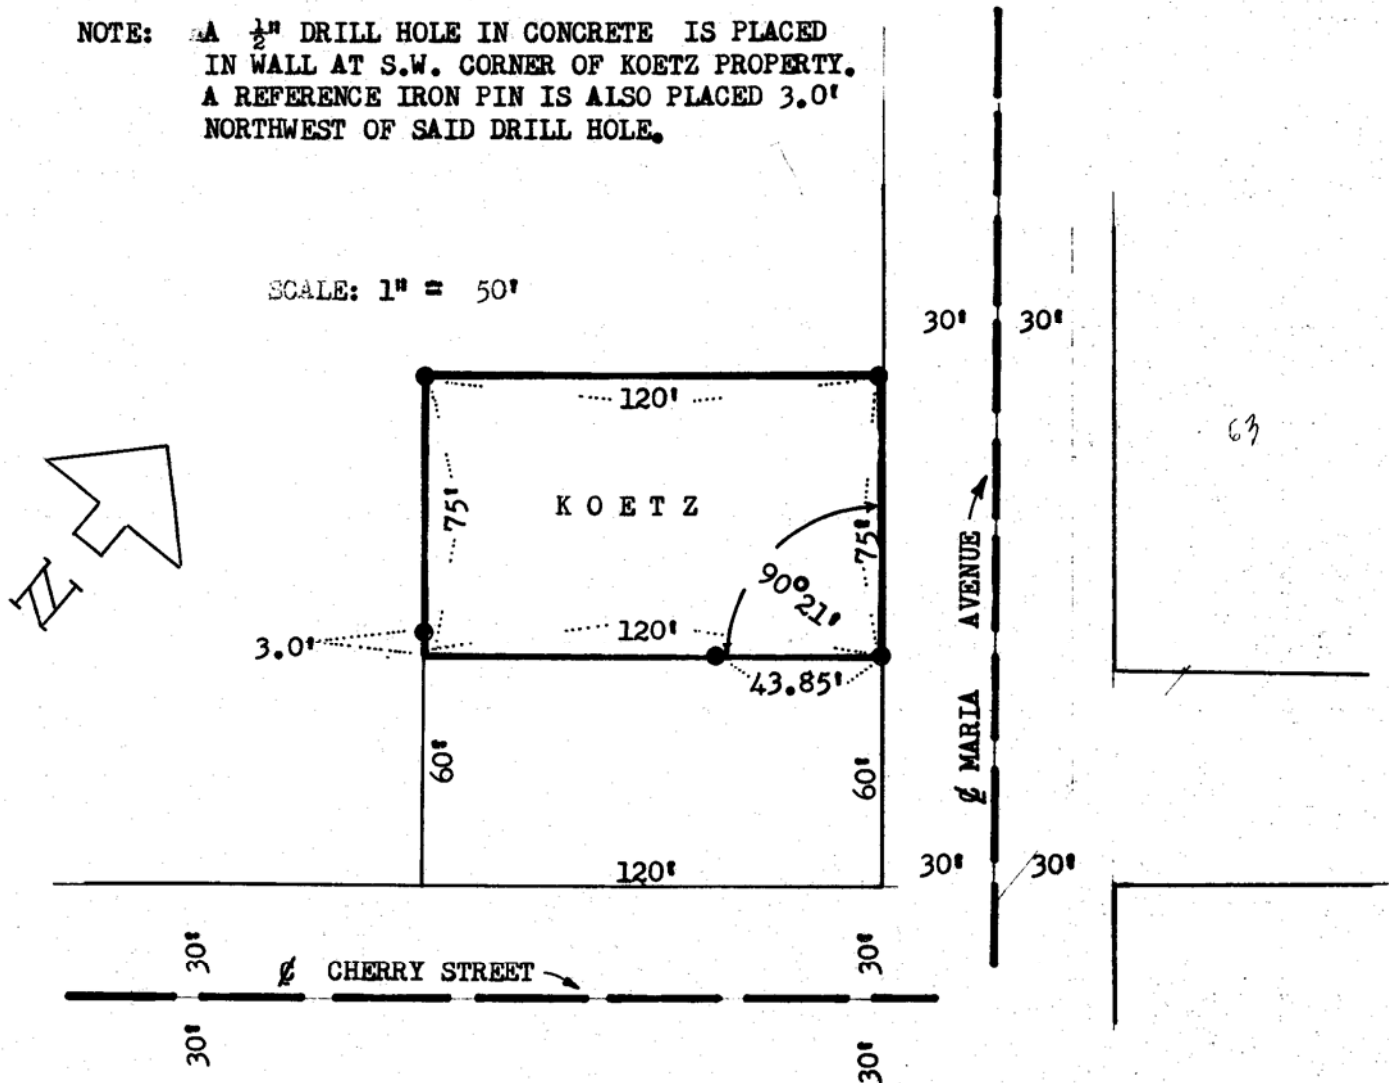 NOTE: A ½" DRILL HOLE IN CONCRETE IS PLACED
IN WALL AT S.W. CORNER OF KOETZ PROPERTY.
A REFERENCE IRON PIN IS ALSO PLACED 3.0'
NORTHWEST OF SAID DRILL HOLE.
SCALE: 1" = 50'
30' 30'
120'
63
75'
KOETZ
75'
90°21'
N
3.0'
120'
43.85'
℄ MARIA AVENUE
60'
60'
120'
30' 30'
30'
℄ CHERRY STREET
30'
30'
30'